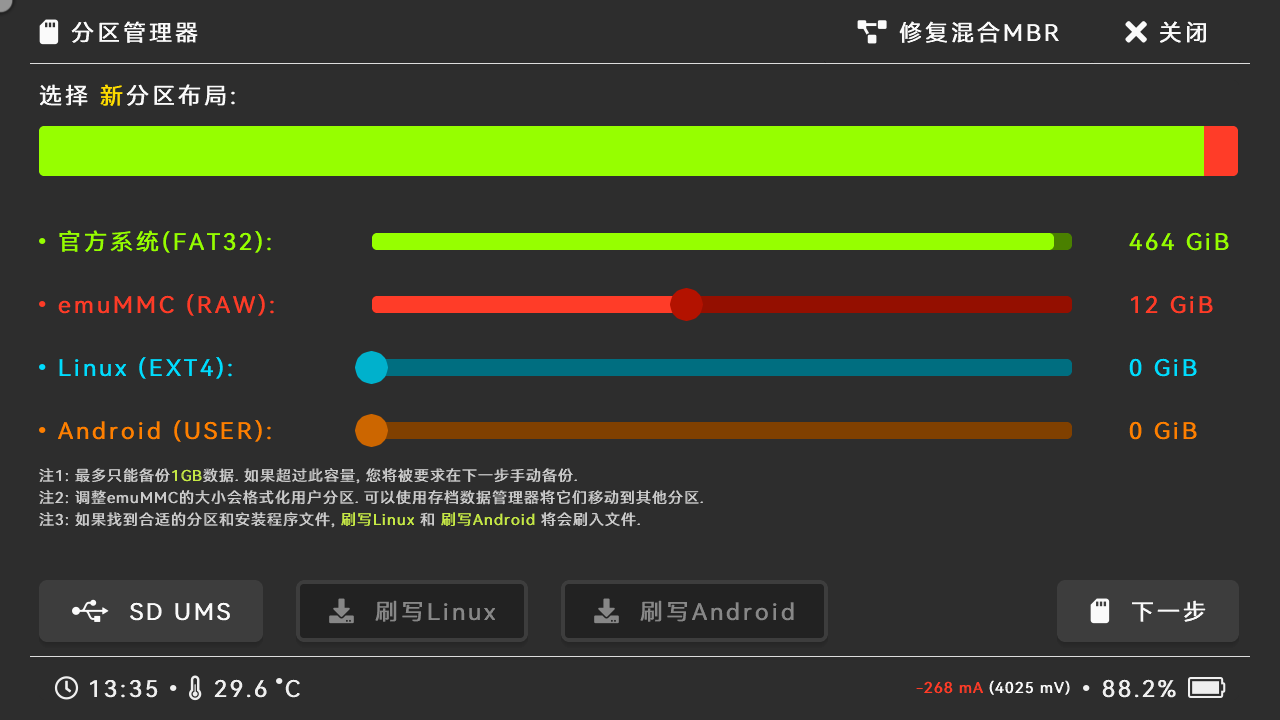 分区管理器 修复混合MBR 关闭
选择 新分区布局:
• 官方系统(FAT32): 464 GiB
• emuMMC (RAW): 12 GiB
• Linux (EXT4): 0 GiB
• Android (USER): 0 GiB
注1: 最多只能备份1GB数据. 如果超过此容量, 您将被要求在下一步手动备份.
注2: 调整emuMMC的大小会格式化用户分区. 可以使用存档数据管理器将它们移动到其他分区.
注3: 如果找到合适的分区和安装程序文件, 刷写Linux 和 刷写Android 将会刷入文件.
SD UMS 刷写Linux 刷写Android 下一步
13:35 • 29.6 °C -268 mA (4025 mV) • 88.2%